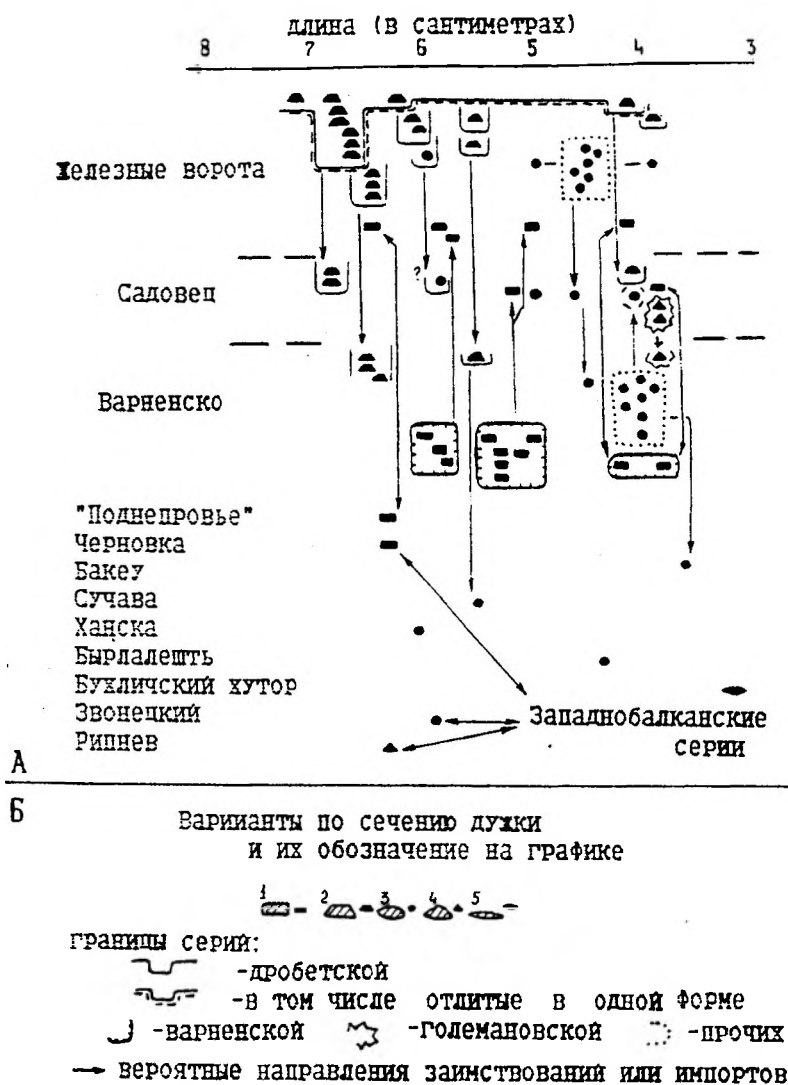 длина (в сантиметрах)
8 7 6 5 4 3
Железные ворота
?
Садовец
Варненско
"Поднепровье"
Черновка
Бакеу
Сучава
Ханска
Бырлалешть
Бухличский хутор
Звонецкий
Рипнев
Западнобалканские
серии
А
Б
Вариианты по сечению дужки
и их обозначение на графике
1 2 3 4 5
границы серий:
-дробетской
-в том числе отлитые в одной форме
-варненской -големановской -прочих
вероятные направления заимствований или импортов